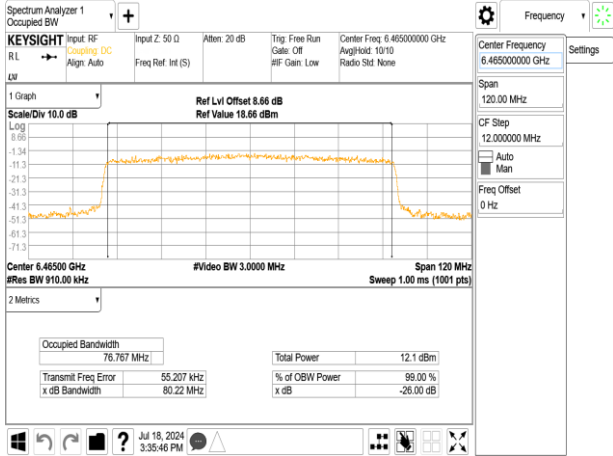 Spectrum Analyzer 1
Occupied BW
Frequency
KEYSIGHT
Input: RF
Coupling: DC
Align: Auto
Input Z: 50 Ω
Freq Ref: Int (S)
Atten: 20 dB
Trig: Free Run
Gate: Off
#IF Gain: Low
Center Freq: 6.465000000 GHz
Avg|Hold: 10/10
Radio Std: None
RL
LXI
Center Frequency
6.465000000 GHz
Settings
Span
120.00 MHz
CF Step
12.000000 MHz
Auto
Man
Freq Offset
0 Hz
1 Graph
Ref Lvl Offset 8.66 dB
Scale/Div 10.0 dB
Ref Value 18.66 dBm
Log
8.66
-1.34
-11.3
-21.3
-31.3
-41.3
-51.3
-61.3
-71.3
Center 6.46500 GHz
#Video BW 3.0000 MHz
Span 120 MHz
#Res BW 910.00 kHz
Sweep 1.00 ms (1001 pts)
2 Metrics
Occupied Bandwidth
76.767 MHz
Total Power 12.1 dBm
Transmit Freq Error 55.207 kHz
% of OBW Power 99.00 %
x dB Bandwidth 80.22 MHz
x dB -26.00 dB
?
Jul 18, 2024
3:35:46 PM